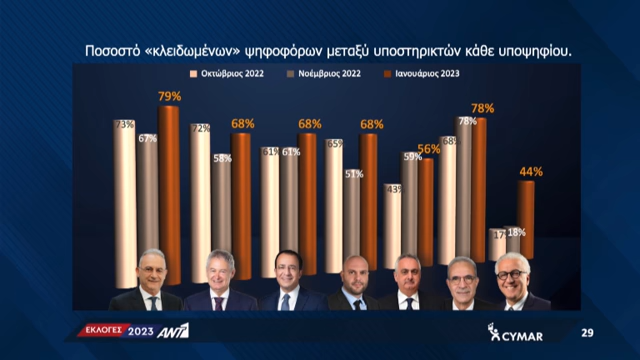 Ποσοστό «κλειδωμένων» ψηφοφόρων μεταξύ υποστηρικτών κάθε υποψηφίου.
Οκτώβριος 2022 Νοέμβριος 2022 Ιανουάριος 2023
73% 67% 79%
72% 58% 68%
61% 61% 68%
65% 51% 68%
43% 59% 56%
68% 78% 78%
17% 18% 44%
ΕΚΛΟΓΕΣ 2023 ΑΝΤ1
CYMAR
29